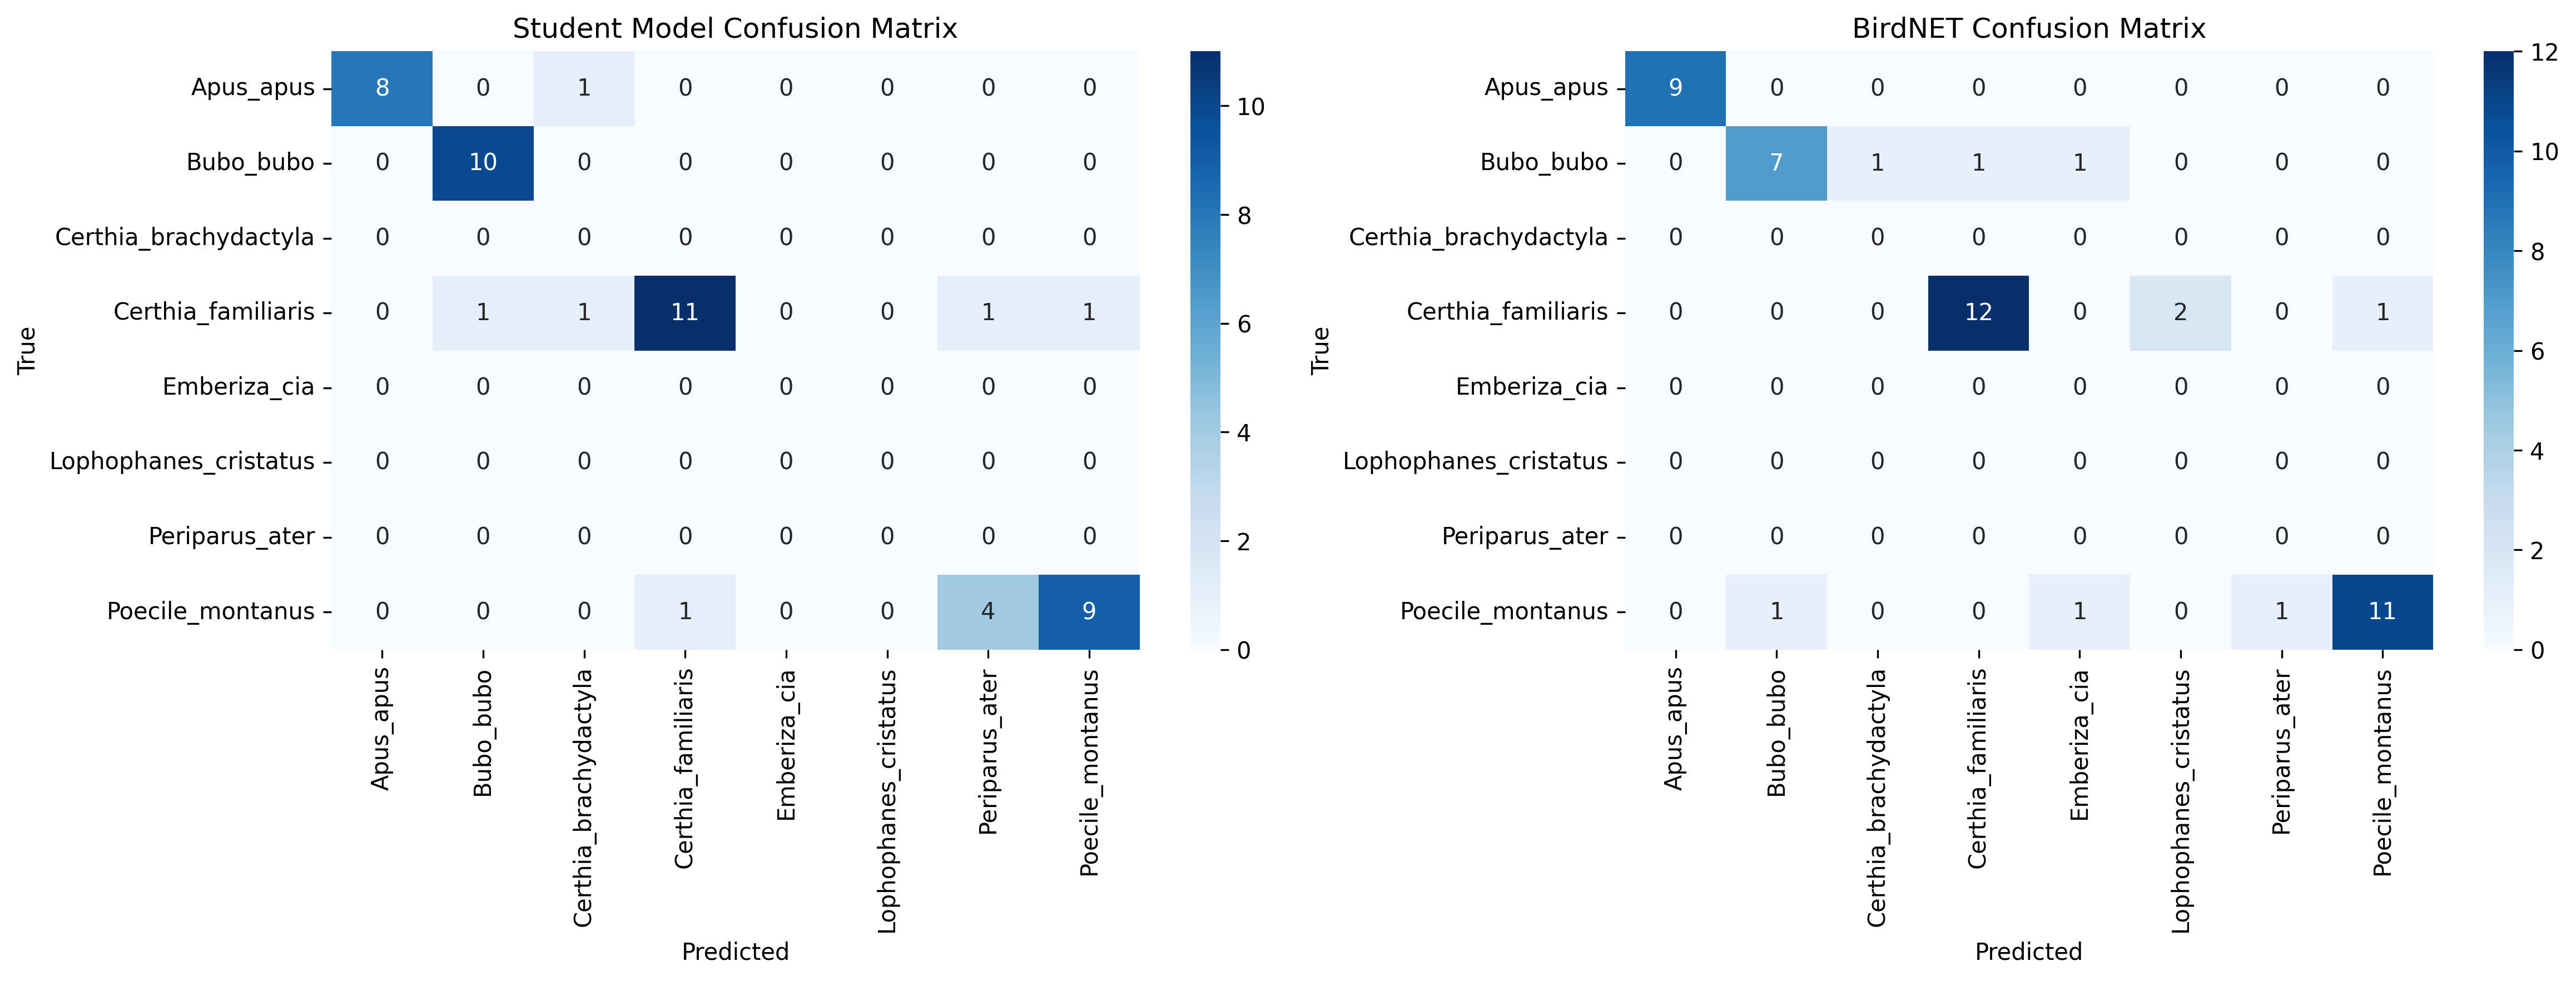 Student Model Confusion Matrix
True
Apus_apus 8 0 1 0 0 0 0 0
Bubo_bubo 0 10 0 0 0 0 0 0
Certhia_brachydactyla 0 0 0 0 0 0 0 0
Certhia_familiaris 0 1 1 11 0 0 1 1
Emberiza_cia 0 0 0 0 0 0 0 0
Lophophanes_cristatus 0 0 0 0 0 0 0 0
Periparus_ater 0 0 0 0 0 0 0 0
Poecile_montanus 0 0 0 1 0 0 4 9
Apus_apus
Bubo_bubo
Certhia_brachydactyla
Certhia_familiaris
Emberiza_cia
Lophophanes_cristatus
Periparus_ater
Poecile_montanus
Predicted
10
8
6
4
2
0
BirdNET Confusion Matrix
True
Apus_apus 9 0 0 0 0 0 0 0
Bubo_bubo 0 7 1 1 1 0 0 0
Certhia_brachydactyla 0 0 0 0 0 0 0 0
Certhia_familiaris 0 0 0 12 0 2 0 1
Emberiza_cia 0 0 0 0 0 0 0 0
Lophophanes_cristatus 0 0 0 0 0 0 0 0
Periparus_ater 0 0 0 0 0 0 0 0
Poecile_montanus 0 1 0 0 1 0 1 11
Apus_apus
Bubo_bubo
Certhia_brachydactyla
Certhia_familiaris
Emberiza_cia
Lophophanes_cristatus
Periparus_ater
Poecile_montanus
Predicted
12
10
8
6
4
2
0